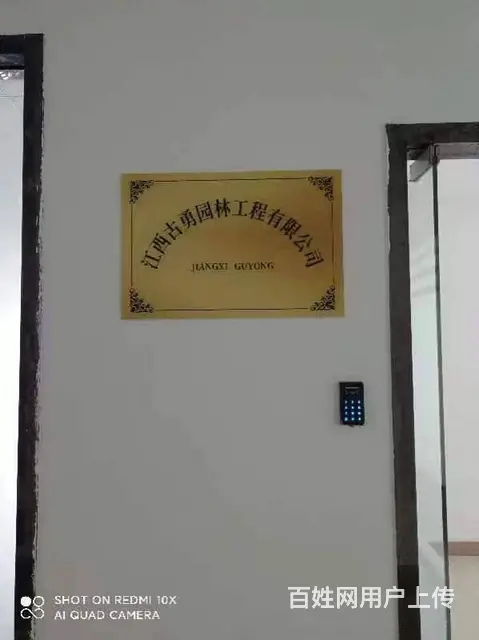 江西古勇园林工程有限公司
JIANGXI GUYONG
SHOT ON REDMI 10X
AI QUAD CAMERA
百姓网用户上传